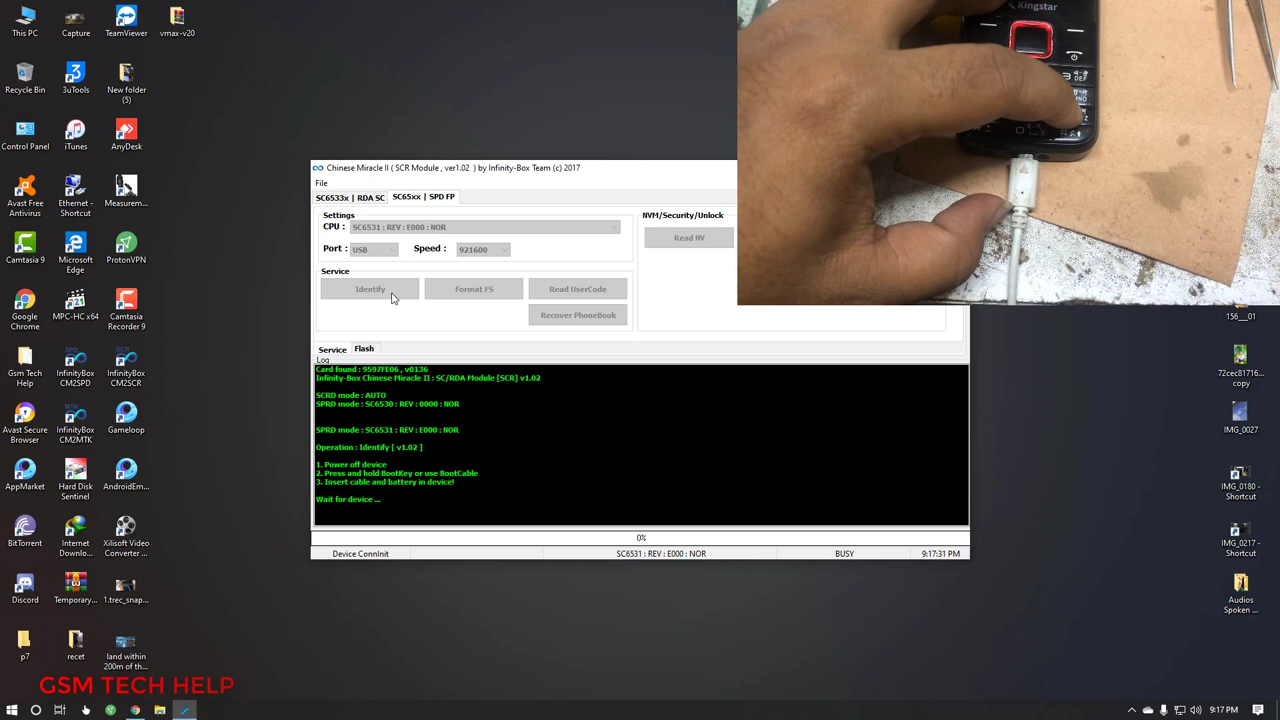 This PC
Capture
TeamViewer
vmax-v20
Recycle Bin
3uTools
New folder
(5)
Control Panel
iTunes
AnyDesk
Avast Free
Antivirus
Ethernet -
Shortcut
Measurem...
Camtasia 9
Microsoft
Edge
ProtonVPN
Google
Chrome
MPC-HC x64
Camtasia
Recorder 9
Gsm Tech
Help
InfinityBox
CM2SPD
InfinityBox
CM2SCR
Avast Secure
Browser
InfinityBox
CM2MTK
Gameloop
AppMarket
Hard Disk
Sentinel
AndroidEm...
BitTorrent
Internet
Downlo...
Xilisoft Video
Converter ...
Discord
Temporary...
1.trec_snap...
p7
recet
land within
200m of th...
GSM TECH HELP
Chinese Miracle II ( SCR Module , ver1.02 ) by Infinity-Box Team (c) 2017
File
SC6533x | RDA SC
SC65xx | SPD FP
Settings
CPU :
SC6531 : REV : E000 : NOR
Port :
USB
Speed :
921600
NVM/Security/Unlock
Read NV
Service
Identify
Format FS
Read UserCode
Recover PhoneBook
Service
Flash
Log
Card found : 9597FE06 , v0136
Infinity-Box Chinese Miracle II : SC/RDA Module [SCR] v1.02
SCRD mode : AUTO
SPRD mode : SC6530 : REV : 0000 : NOR
SPRD mode : SC6531 : REV : E000 : NOR
Operation : Identify [ v1.02 ]
1. Power off device
2. Press and hold BootKey or use BootCable
3. Insert cable and battery in device!
Wait for device ...
0%
Device ConnInit
SC6531 : REV : E000 : NOR
BUSY
9:17:31 PM
Kingstar
DEF
156__01
72cec81716...
copy
IMG_0027
IMG_0180 -
Shortcut
IMG_0217 -
Shortcut
Audios
Spoken ...
9:17 PM